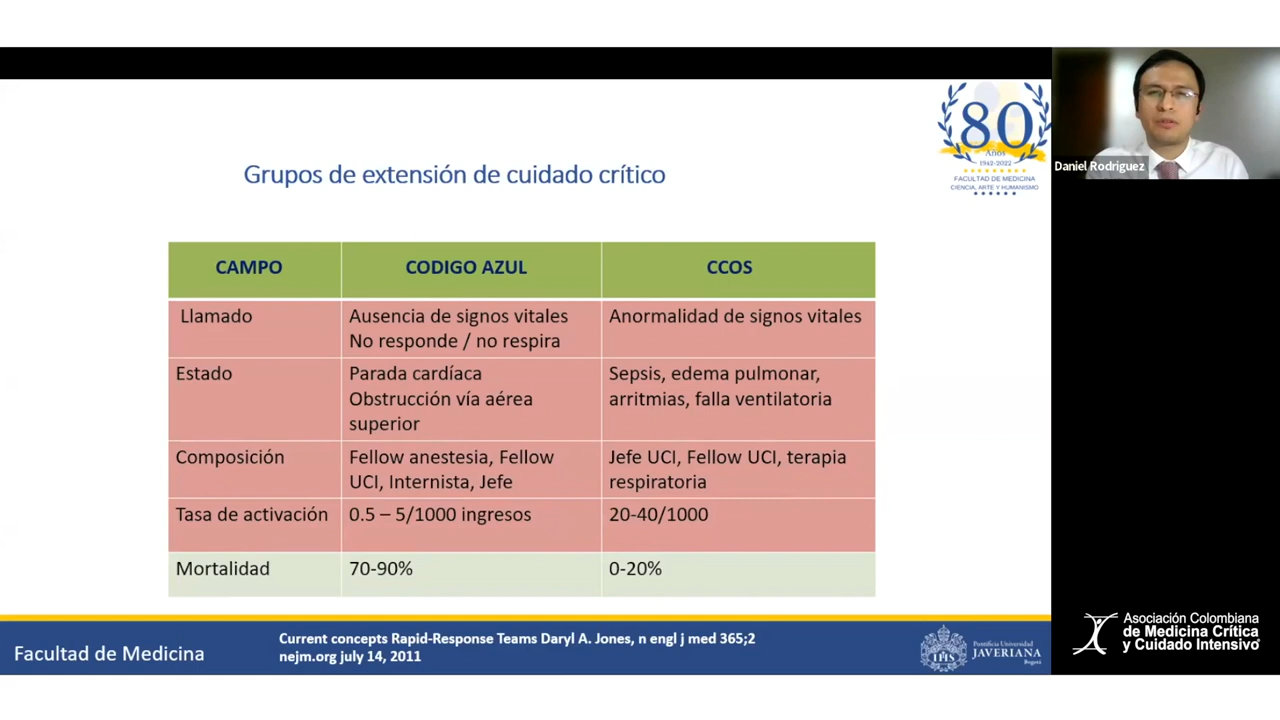 80
Años
1942-2022
FACULTAD DE MEDICINA
CIENCIA, ARTE Y HUMANISMO
Daniel Rodriguez
Grupos de extensión de cuidado crítico
CAMPO CODIGO AZUL CCOS
Llamado Ausencia de signos vitales Anormalidad de signos vitales
No responde / no respira
Estado Parada cardíaca Sepsis, edema pulmonar,
Obstrucción vía aérea arritmias, falla ventilatoria
superior
Composición Fellow anestesia, Fellow Jefe UCI, Fellow UCI, terapia
UCI, Internista, Jefe respiratoria
Tasa de activación 0.5 – 5/1000 ingresos 20-40/1000
Mortalidad 70-90% 0-20%
Facultad de Medicina
Current concepts Rapid-Response Teams Daryl A. Jones, n engl j med 365;2
nejm.org july 14, 2011
IHS
Pontificia Universidad
JAVERIANA
Bogotá
Asociación Colombiana
de Medicina Crítica
y Cuidado Intensivo